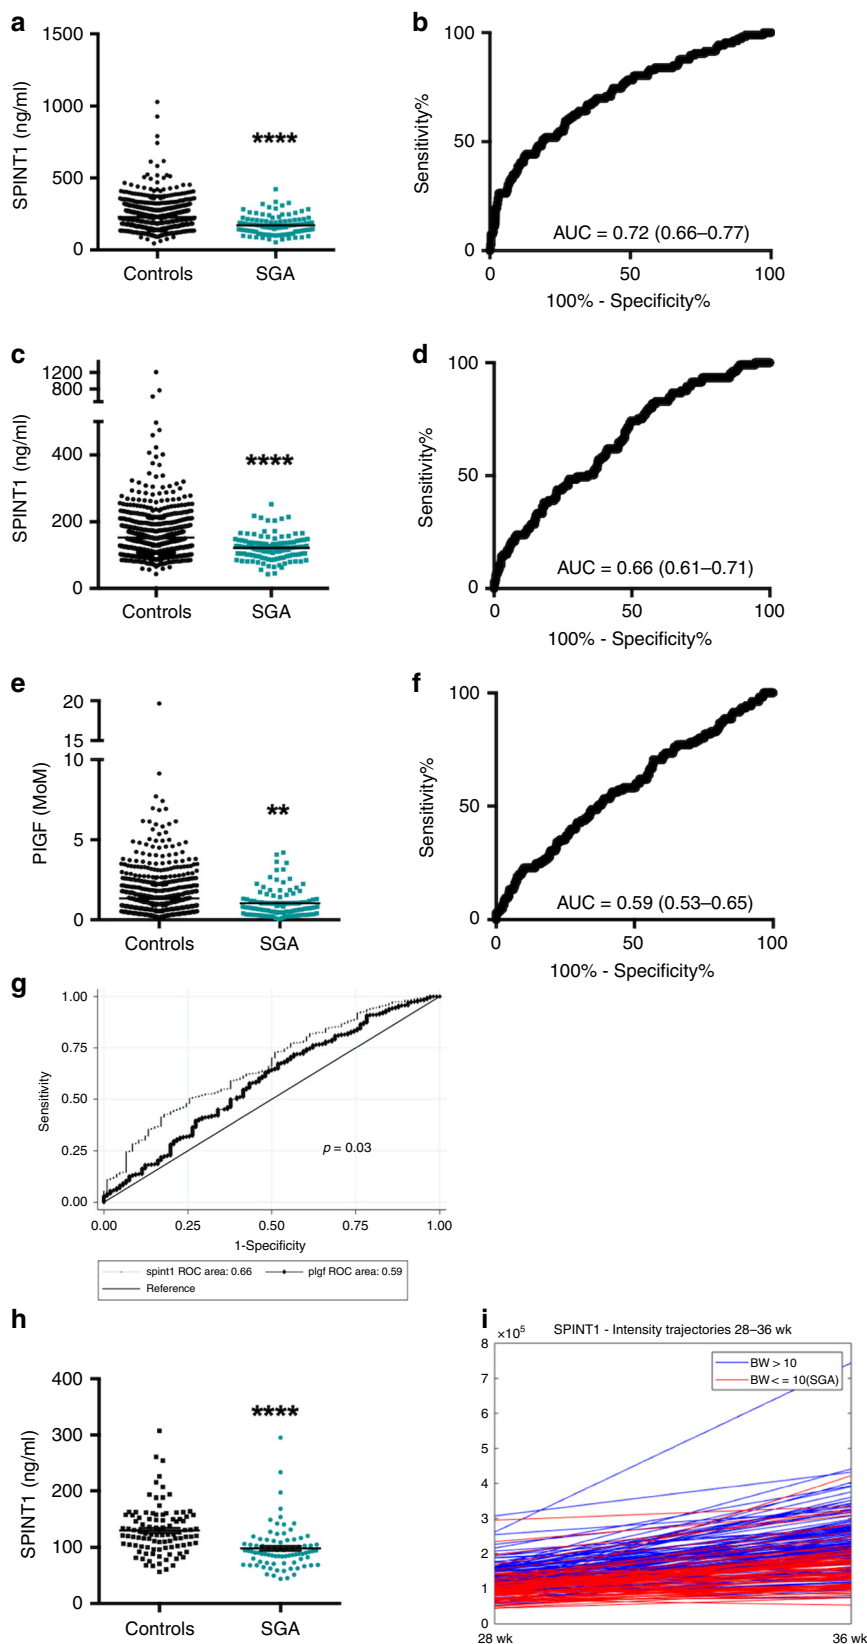 a
1500
1000
500
0
SPINT1 (ng/ml)
****
Controls
SGA
b
100
50
0
Sensitivity%
AUC = 0.72 (0.66–0.77)
0
50
100
100% - Specificity%
c
1200
800
400
200
0
SPINT1 (ng/ml)
****
Controls
SGA
d
100
50
0
Sensitivity%
AUC = 0.66 (0.61–0.71)
0
50
100
100% - Specificity%
e
20
15
10
5
0
PIGF (MoM)
**
Controls
SGA
f
100
50
0
Sensitivity%
AUC = 0.59 (0.53–0.65)
0
50
100
100% - Specificity%
g
1.00
0.75
0.50
0.25
0.00
Sensitivity
p = 0.03
0.00
0.25
0.50
0.75
1.00
1-Specificity
spint1 ROC area: 0.66
plgf ROC area: 0.59
Reference
h
400
300
200
100
0
SPINT1 (ng/ml)
****
Controls
SGA
i
×10⁵
SPINT1 - Intensity trajectories 28–36 wk
8
7
6
5
4
3
2
1
0
BW > 10
BW < = 10(SGA)
28 wk
36 wk